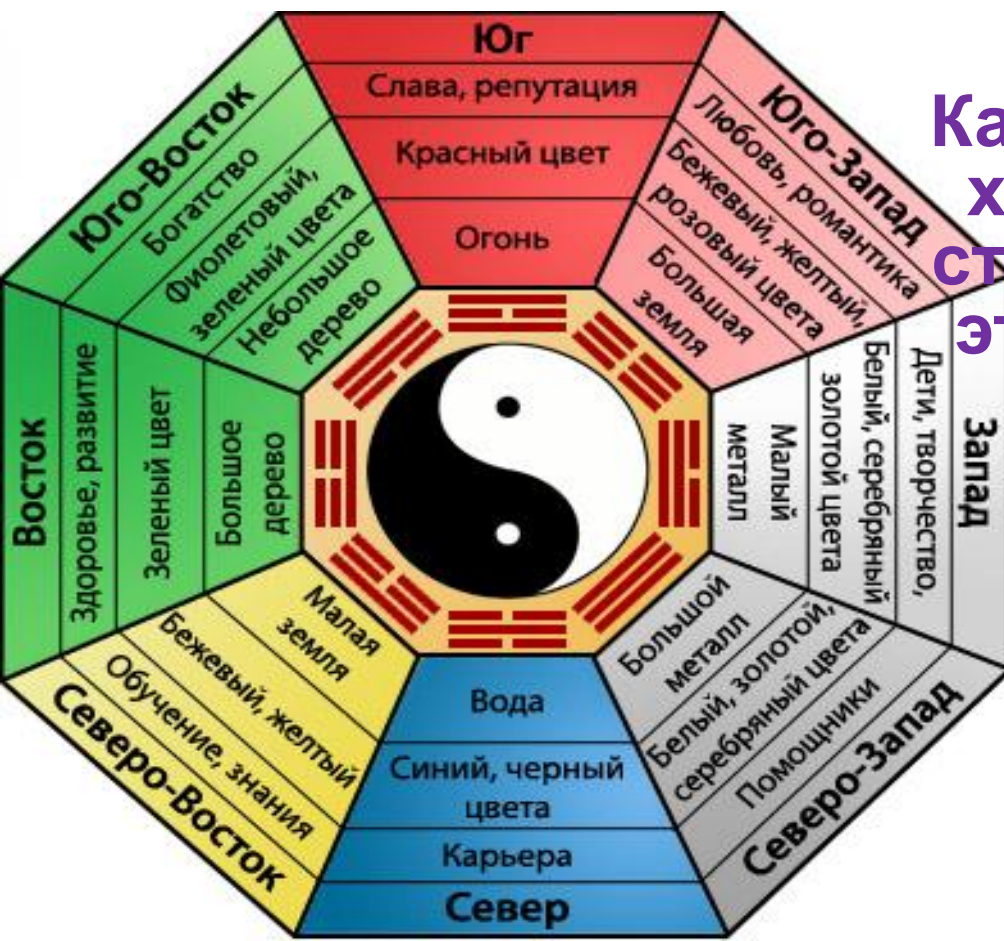 Юг
Слава, репутация
Красный цвет
Огонь
Юго-Запад
Любовь, романтика
Бежевый, желтый,
розовый цвета
Большая
земля
Запад
Дети, творчество,
Белый, серебряный
золотой цвета
Малый
металл
Северо-Запад
Помощники
Белый, золотой,
серебряный цвета
Большой
металл
Север
Карьера
Синий, черный
цвета
Вода
Северо-Восток
Обучение, знания
Бежевый, желтый
Малая
земля
Восток
Здоровье, развитие
Зеленый цвет
Большое
дерево
Юго-Восток
Богатство
Фиолетовый,
зеленый цвета
Небольшое
дерево